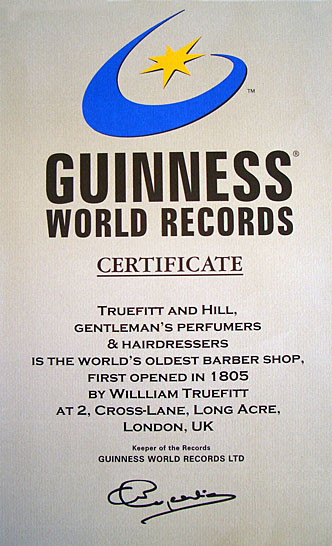 ™
GUINNESS®
WORLD RECORDS
CERTIFICATE
TRUEFITT AND HILL,
GENTLEMAN'S PERFUMERS
& HAIRDRESSERS
IS THE WORLD'S OLDEST BARBER SHOP,
FIRST OPENED IN 1805
BY WILLLIAM TRUEFITT
AT 2, CROSS-LANE, LONG ACRE,
LONDON, UK
Keeper of the Records
GUINNESS WORLD RECORDS LTD